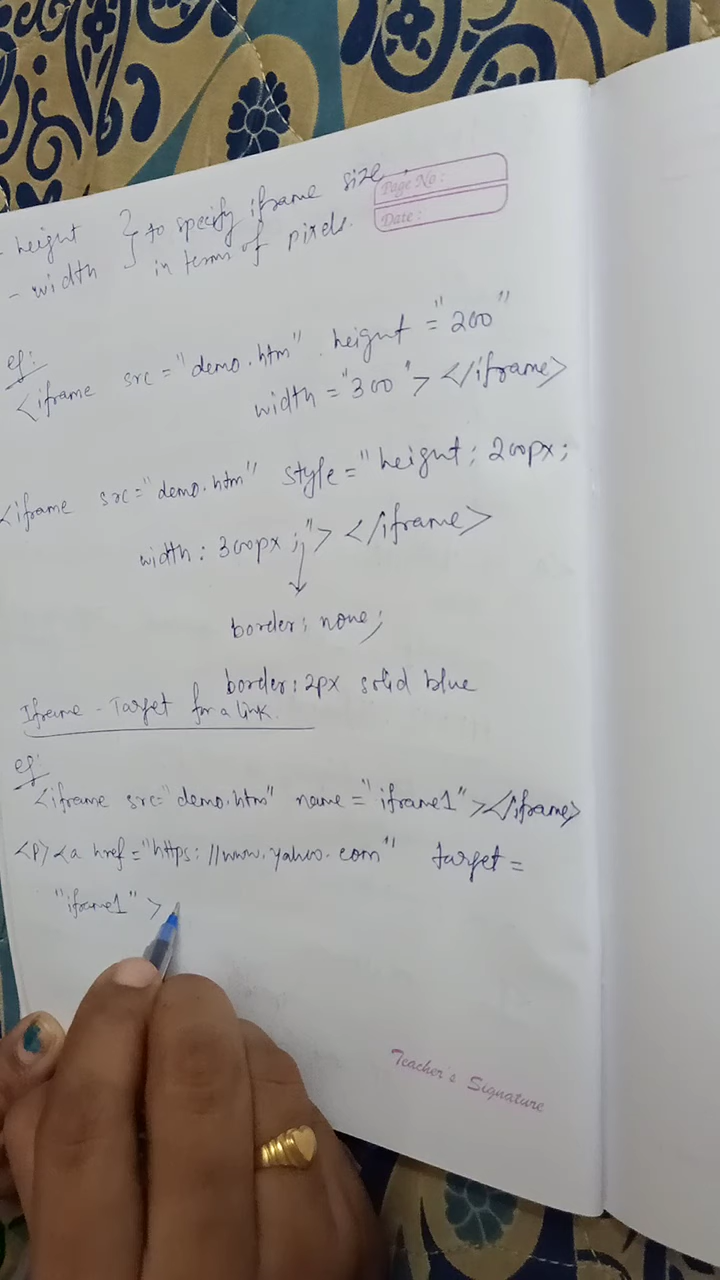 Page No :
Date :
- height } to specify iframe size.
- width in terms of pixels.
eg:
<iframe src = "demo.htm" height = "200"
width = "300" > </iframe>
<iframe src = "demo.htm" style = "height: 200px;
width : 300px ;"> </iframe>
border: none;
border: 2px solid blue
Iframe - Target for a link.
eg:
<iframe src="demo.htm" name = "iframe1" ></iframe>
<p><a href="https://www.yahoo.com" target =
"iframe1" >
Teacher's Signature